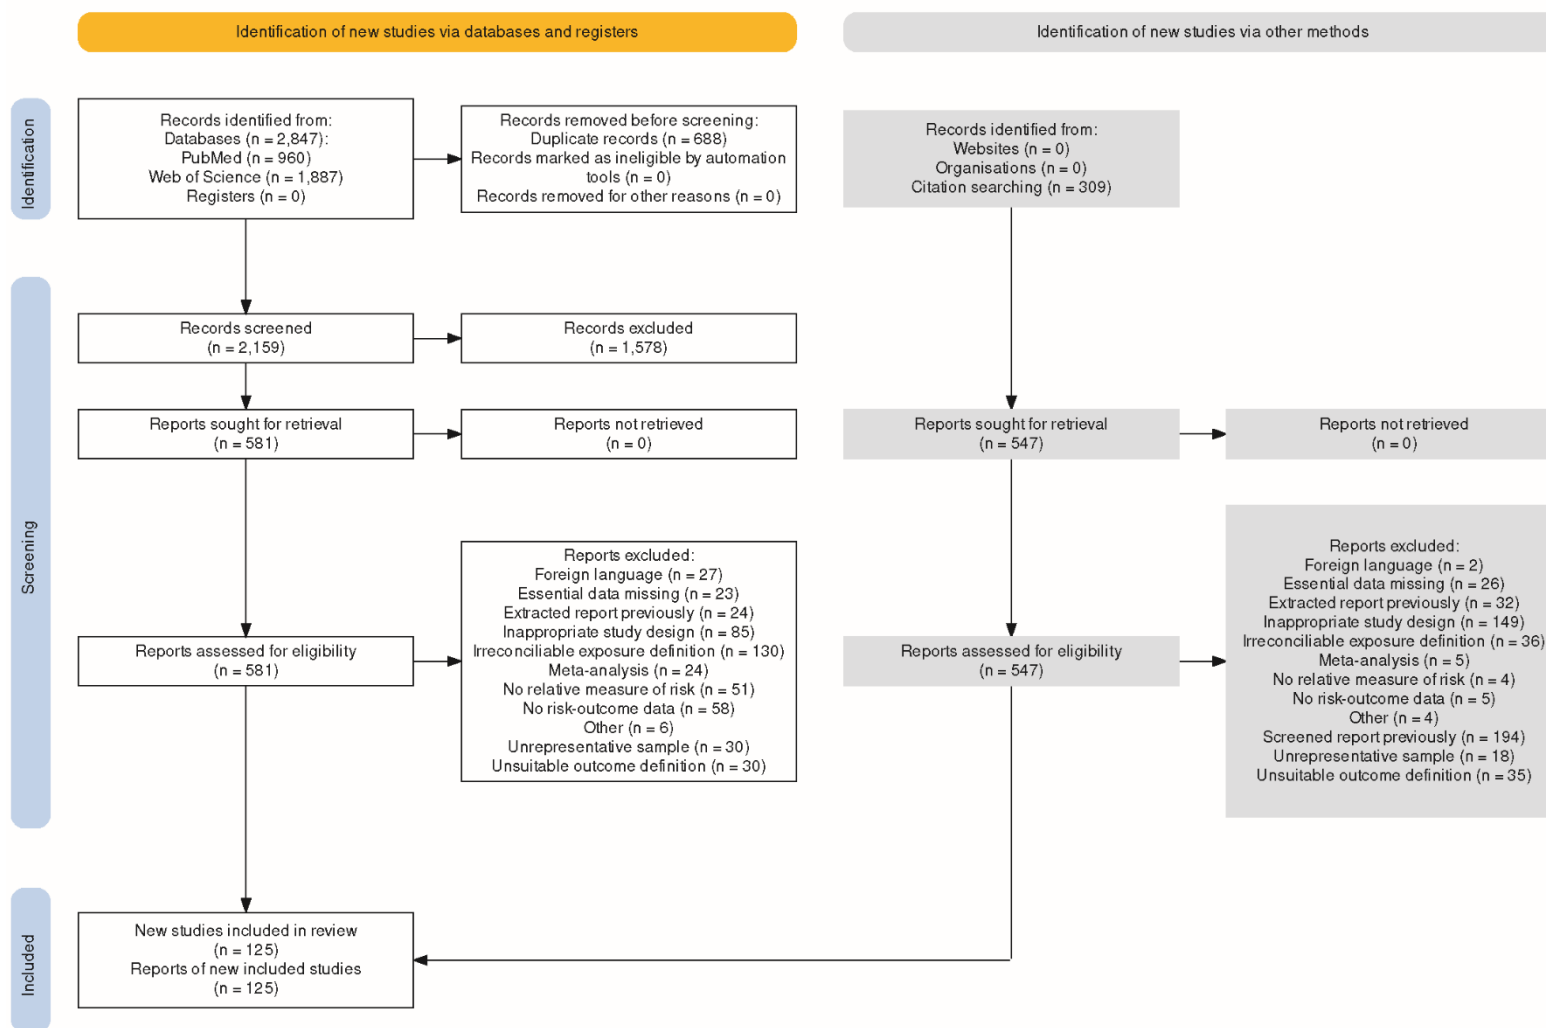 Identification of new studies via databases and registers
Identification of new studies via other methods
Identification
Records identified from:
Databases (n = 2,847):
PubMed (n = 960)
Web of Science (n = 1,887)
Registers (n = 0)
Records removed before screening:
Duplicate records (n = 688)
Records marked as ineligible by automation
tools (n = 0)
Records removed for other reasons (n = 0)
Records identified from:
Websites (n = 0)
Organisations (n = 0)
Citation searching (n = 309)
Screening
Records screened
(n = 2,159)
Records excluded
(n = 1,578)
Reports sought for retrieval
(n = 581)
Reports not retrieved
(n = 0)
Reports sought for retrieval
(n = 547)
Reports not retrieved
(n = 0)
Reports assessed for eligibility
(n = 581)
Reports excluded:
Foreign language (n = 27)
Essential data missing (n = 23)
Extracted report previously (n = 24)
Inappropriate study design (n = 85)
Irreconciliable exposure definition (n = 130)
Meta-analysis (n = 24)
No relative measure of risk (n = 51)
No risk-outcome data (n = 58)
Other (n = 6)
Unrepresentative sample (n = 30)
Unsuitable outcome definition (n = 30)
Reports assessed for eligibility
(n = 547)
Reports excluded:
Foreign language (n = 2)
Essential data missing (n = 26)
Extracted report previously (n = 32)
Inappropriate study design (n = 149)
Irreconciliable exposure definition (n = 36)
Meta-analysis (n = 5)
No relative measure of risk (n = 4)
No risk-outcome data (n = 5)
Other (n = 4)
Screened report previously (n = 194)
Unrepresentative sample (n = 18)
Unsuitable outcome definition (n = 35)
Included
New studies included in review
(n = 125)
Reports of new included studies
(n = 125)